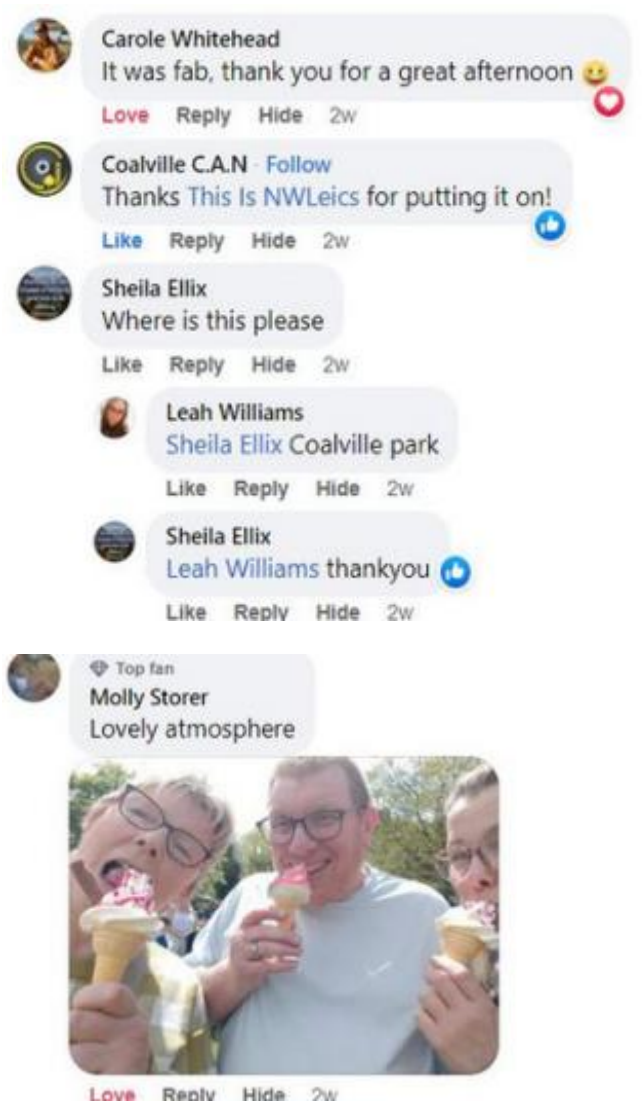 Carole Whitehead
It was fab, thank you for a great afternoon 😀
Love Reply Hide 2w
Coalville C.A.N · Follow
Thanks This Is NWLeics for putting it on!
Like Reply Hide 2w
Sheila Ellix
Where is this please
Like Reply Hide 2w
Leah Williams
Sheila Ellix Coalville park
Like Reply Hide 2w
Sheila Ellix
Leah Williams thankyou
Like Reply Hide 2w
Top fan
Molly Storer
Lovely atmosphere
Love Reply Hide 2w